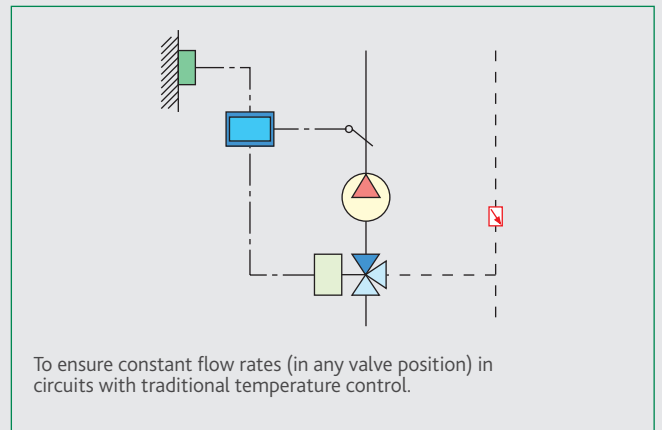 To ensure constant flow rates (in any valve position) in
circuits with traditional temperature control.